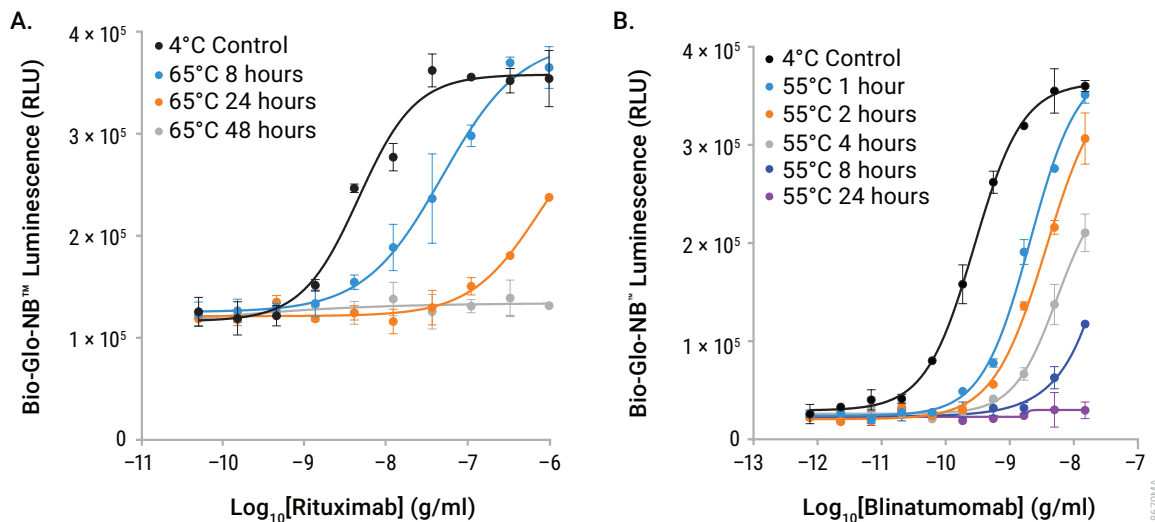 A.
4 × 10⁵
3 × 10⁵
2 × 10⁵
1 × 10⁵
0
Bio-Glo-NB™ Luminescence (RLU)
4°C Control
65°C 8 hours
65°C 24 hours
65°C 48 hours
−11 −10 −9 −8 −7 −6
Log₁₀[Rituximab] (g/ml)
B.
4 × 10⁵
3 × 10⁵
2 × 10⁵
1 × 10⁵
0
Bio-Glo-NB™ Luminescence (RLU)
4°C Control
55°C 1 hour
55°C 2 hours
55°C 4 hours
55°C 8 hours
55°C 24 hours
−13 −12 −11 −10 −9 −8 −7
Log₁₀[Blinatumomab] (g/ml)